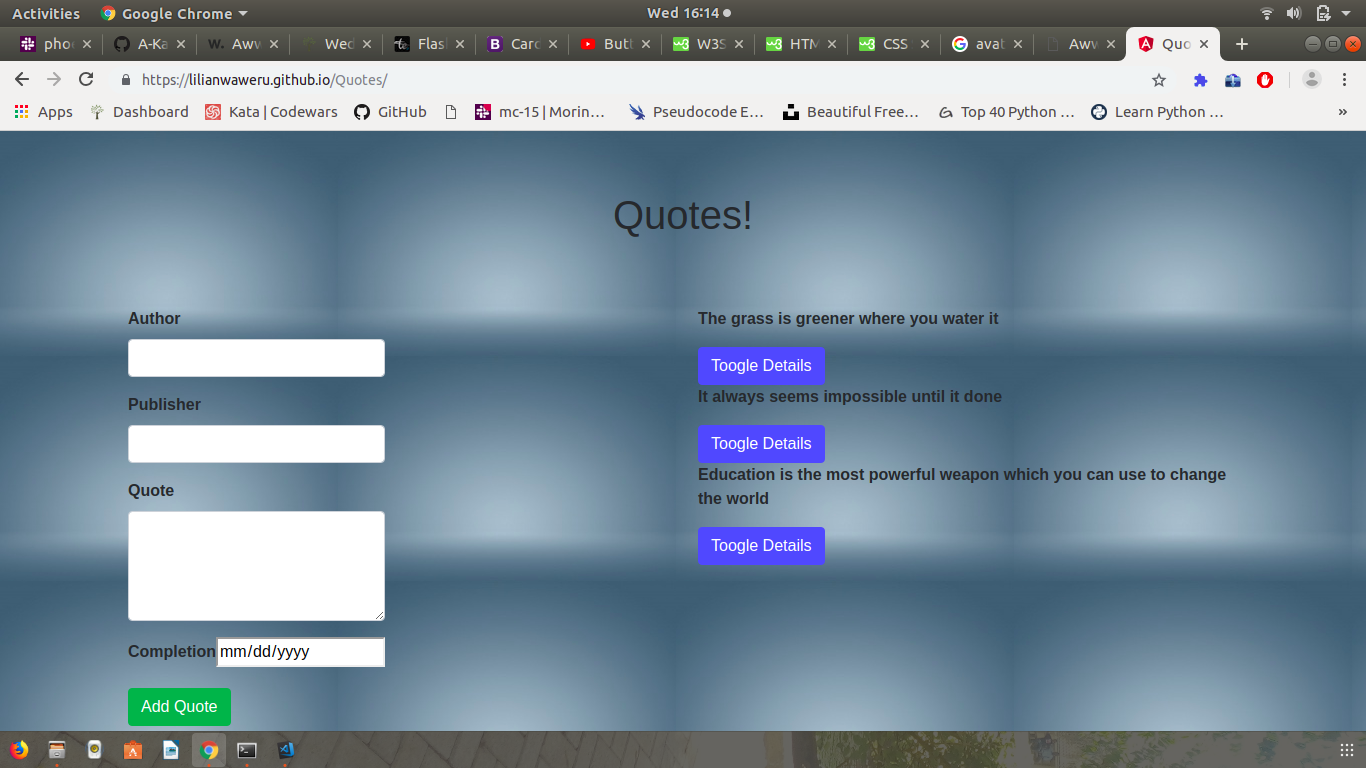 Activities Google Chrome Wed 16:14
pho A-Ka Aww Wed Flas Card Butt W3S HTM CSS avat Aww Quo
https://lilianwaweru.github.io/Quotes/
Apps Dashboard Kata | Codewars GitHub mc-15 | Morin… Pseudocode E… Beautiful Free… Top 40 Python … Learn Python … »
Quotes!
Author
Publisher
Quote
Completion mm/dd/yyyy
Add Quote
The grass is greener where you water it
Toogle Details
It always seems impossible until it done
Toogle Details
Education is the most powerful weapon which you can use to change
the world
Toogle Details